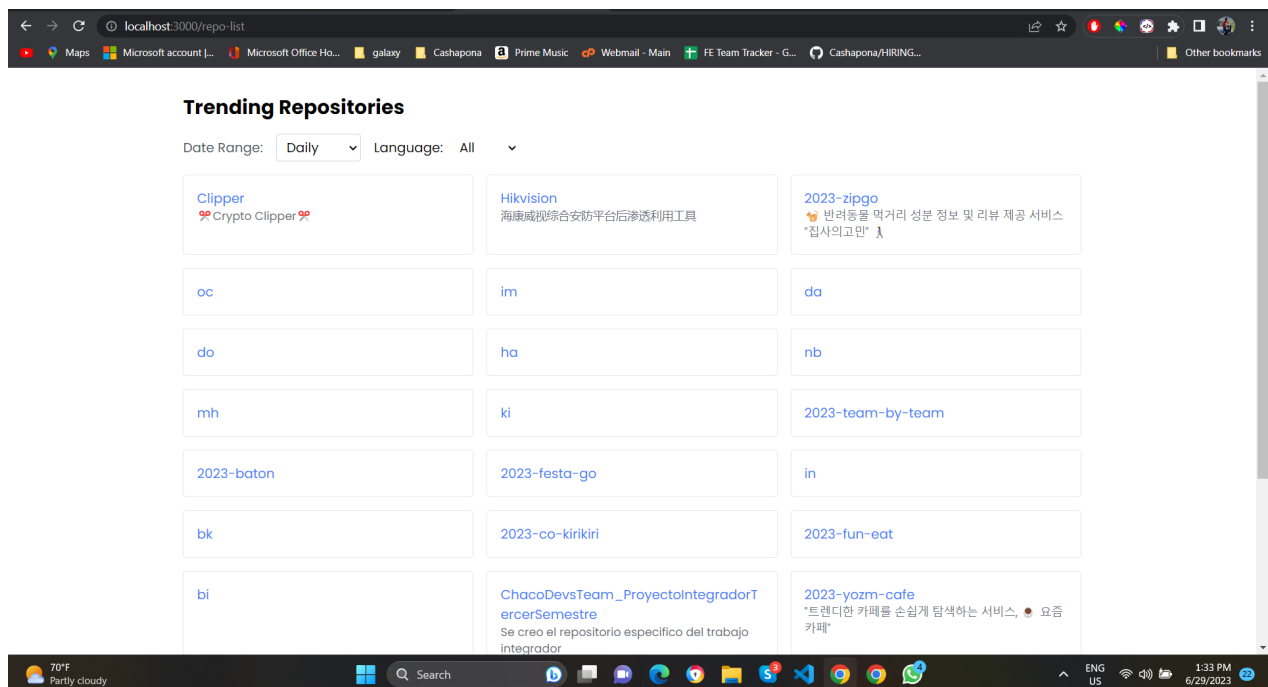 localhost:3000/repo-list
Maps
Microsoft account |...
Microsoft Office Ho...
galaxy
Cashapona
Prime Music
Webmail - Main
FE Team Tracker - G...
Cashapona/HIRING...
Other bookmarks
Trending Repositories
Date Range: Daily Language: All
Clipper
Crypto Clipper
Hikvision
海康威视综合安防平台后渗透利用工具
2023-zipgo
반려동물 먹거리 성분 정보 및 리뷰 제공 서비스
"집사의고민"
oc
im
da
do
ha
nb
mh
ki
2023-team-by-team
2023-baton
2023-festa-go
in
bk
2023-co-kirikiri
2023-fun-eat
bi
ChacoDevsTeam_ProyectoIntegradorT
ercerSemestre
Se creo el repositorio especifico del trabajo
integrador
2023-yozm-cafe
"트렌디한 카페를 손쉽게 탐색하는 서비스, 요즘
카페"
70°F
Partly cloudy
Search
3
4
ENG
US
1:33 PM
6/29/2023
22